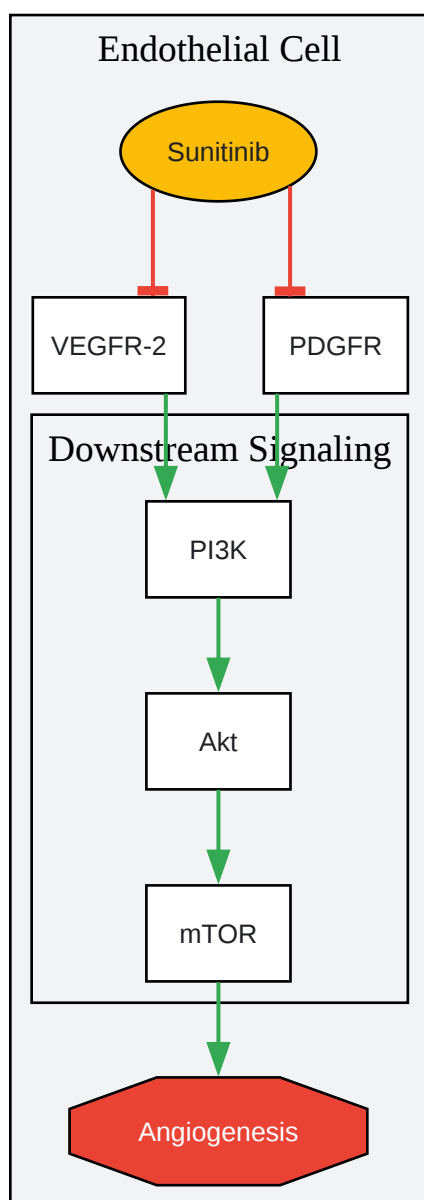 Endothelial Cell
Sunitinib
VEGFR-2
PDGFR
Downstream Signaling
PI3K
Akt
mTOR
Angiogenesis